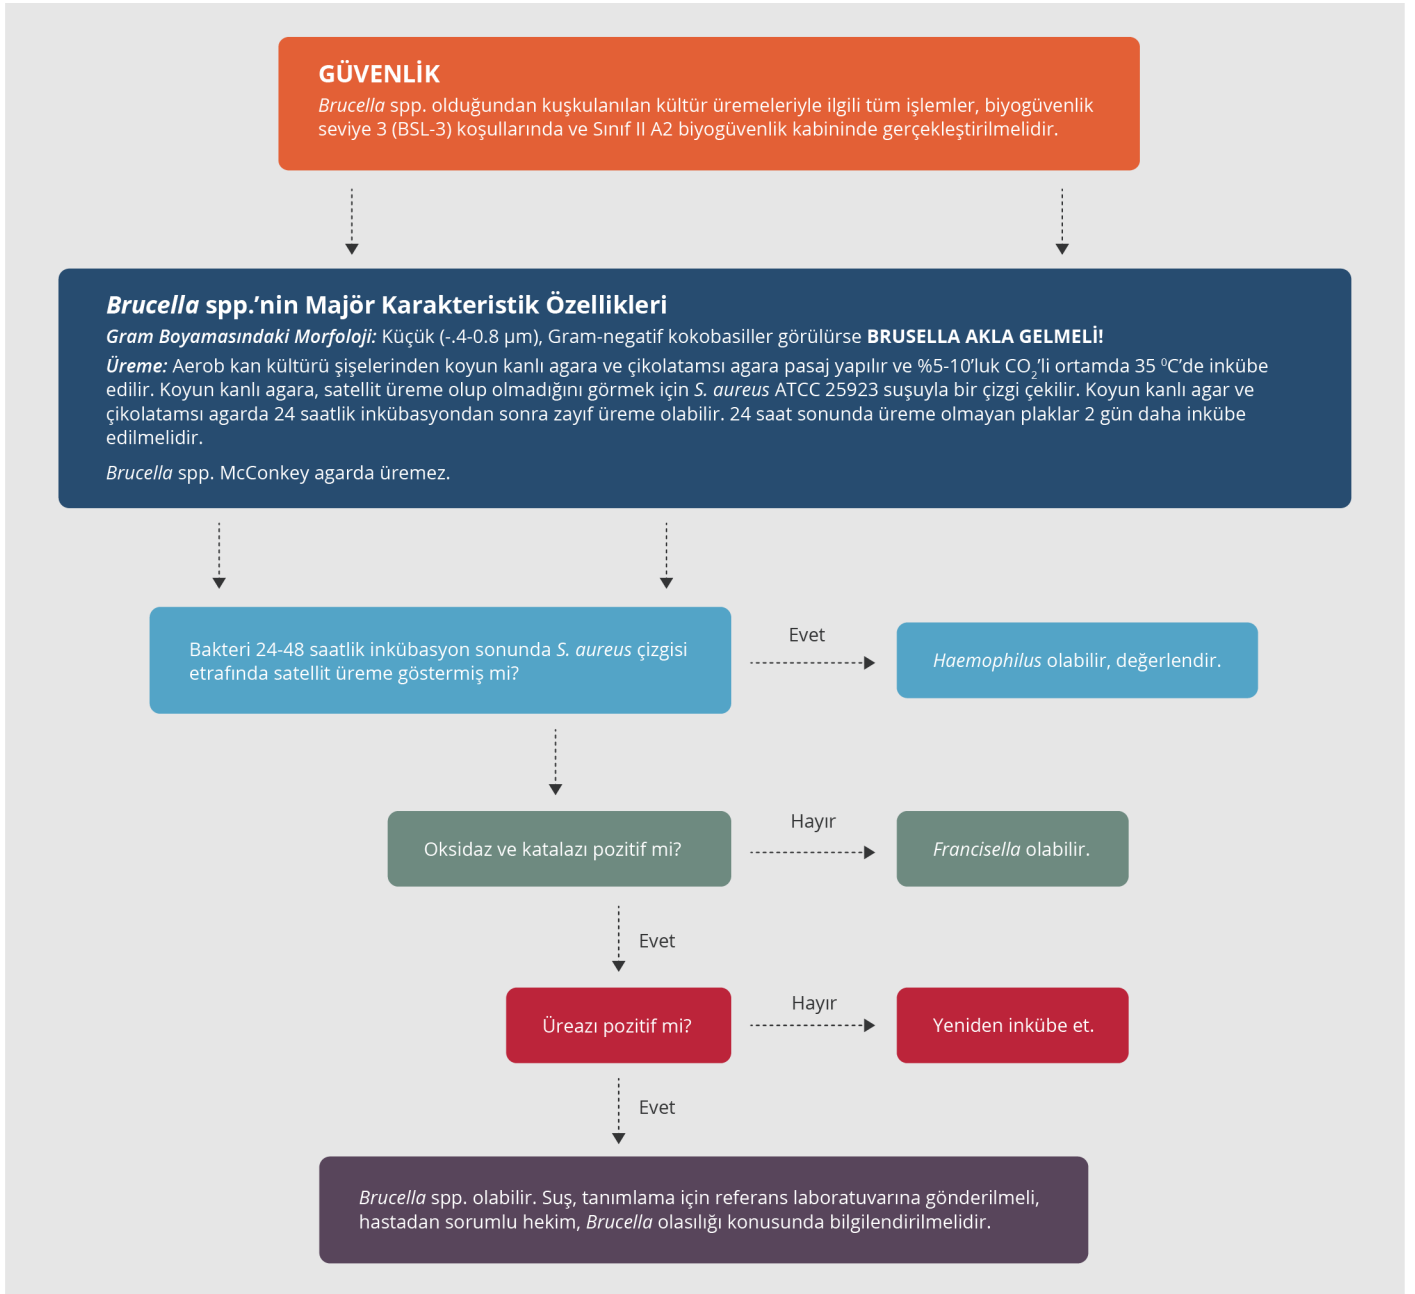 GÜVENLİK
Brucella spp. olduğundan kuşkulanılan kültür üremeleriyle ilgili tüm işlemler, biyogüvenlik
seviye 3 (BSL-3) koşullarında ve Sınıf II A2 biyogüvenlik kabininde gerçekleştirilmelidir.
Brucella spp.’nin Majör Karakteristik Özellikleri
Gram Boyamasındaki Morfoloji: Küçük (-.4-0.8 µm), Gram-negatif kokobasiller görülürse BRUSELLA AKLA GELMELİ!
Üreme: Aerob kan kültürü şişelerinden koyun kanlı agara ve çikolatamsı agara pasaj yapılır ve %5-10’luk CO₂’li ortamda 35 ⁰C’de inkübe
edilir. Koyun kanlı agara, satellit üreme olup olmadığını görmek için S. aureus ATCC 25923 suşuyla bir çizgi çekilir. Koyun kanlı agar ve
çikolatamsı agarda 24 saatlik inkübasyondan sonra zayıf üreme olabilir. 24 saat sonunda üreme olmayan plaklar 2 gün daha inkübe
edilmelidir.
Brucella spp. McConkey agarda üremez.
Bakteri 24-48 saatlik inkübasyon sonunda S. aureus çizgisi
etrafında satellit üreme göstermiş mi?
Evet
Haemophilus olabilir, değerlendir.
Oksidaz ve katalazı pozitif mi?
Hayır
Francisella olabilir.
Evet
Üreazı pozitif mi?
Hayır
Yeniden inkübe et.
Evet
Brucella spp. olabilir. Suş, tanımlama için referans laboratuvarına gönderilmeli,
hastadan sorumlu hekim, Brucella olasılığı konusunda bilgilendirilmelidir.